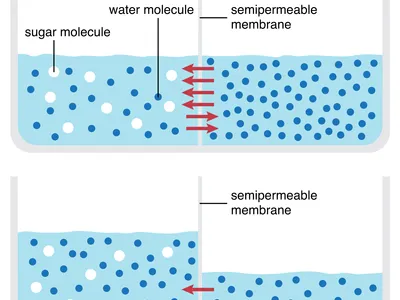 water molecule
semipermeable
membrane
sugar molecule
semipermeable
membrane